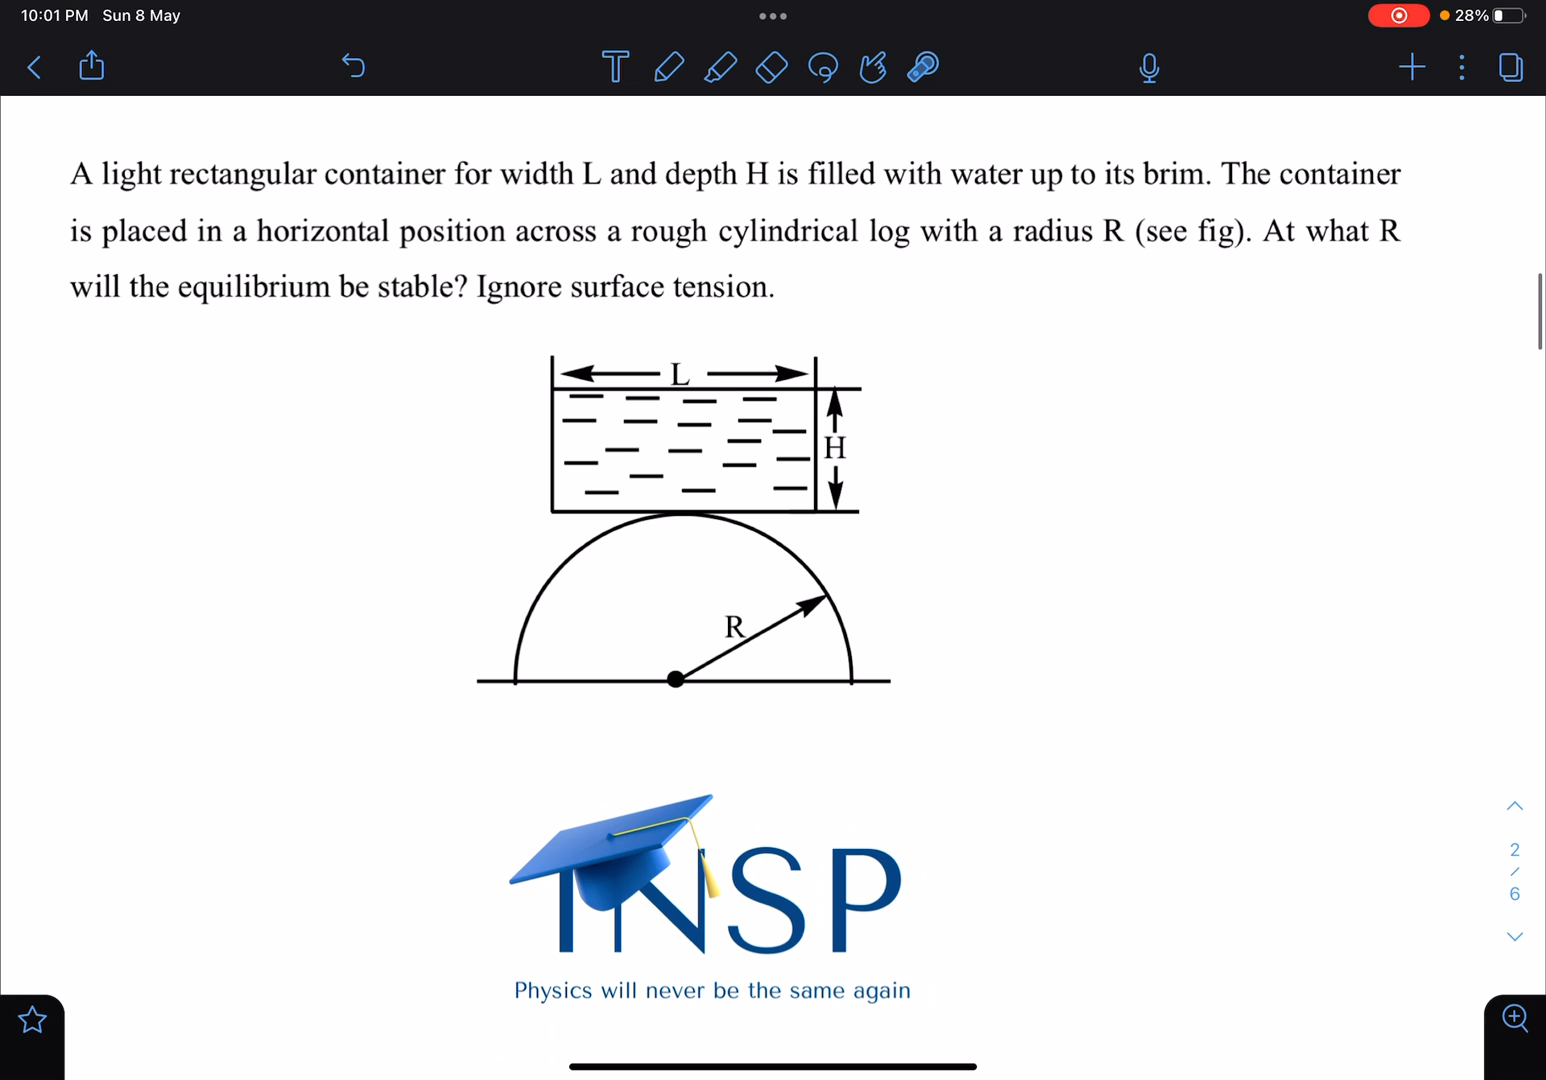 10:01 PM Sun 8 May
28%
A light rectangular container for width L and depth H is filled with water up to its brim. The container
is placed in a horizontal position across a rough cylindrical log with a radius R (see fig). At what R
will the equilibrium be stable? Ignore surface tension.
L
H
R
INSP
Physics will never be the same again
2
/
6